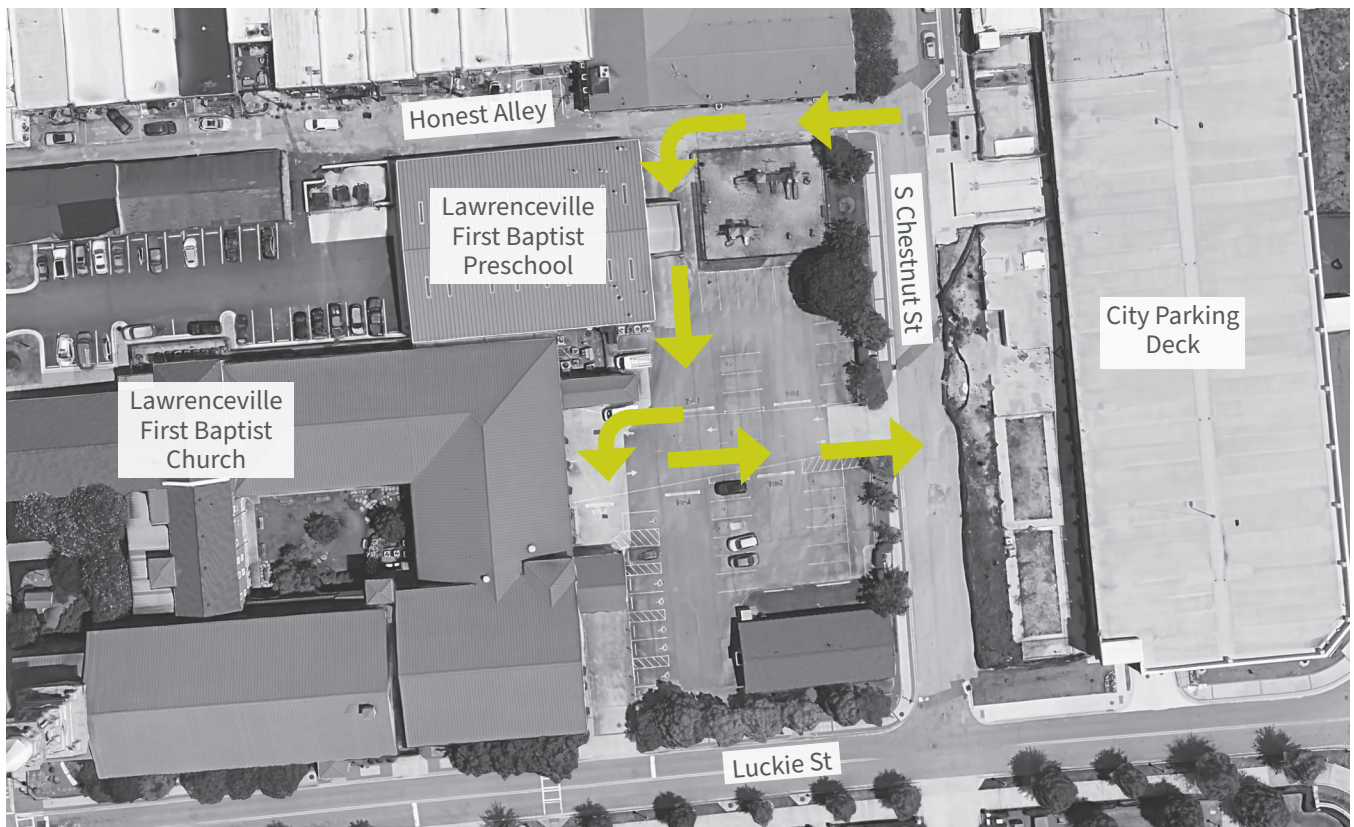 Honest Alley
Lawrenceville
First Baptist
Preschool
S Chestnut St
City Parking
Deck
Lawrenceville
First Baptist
Church
Luckie St